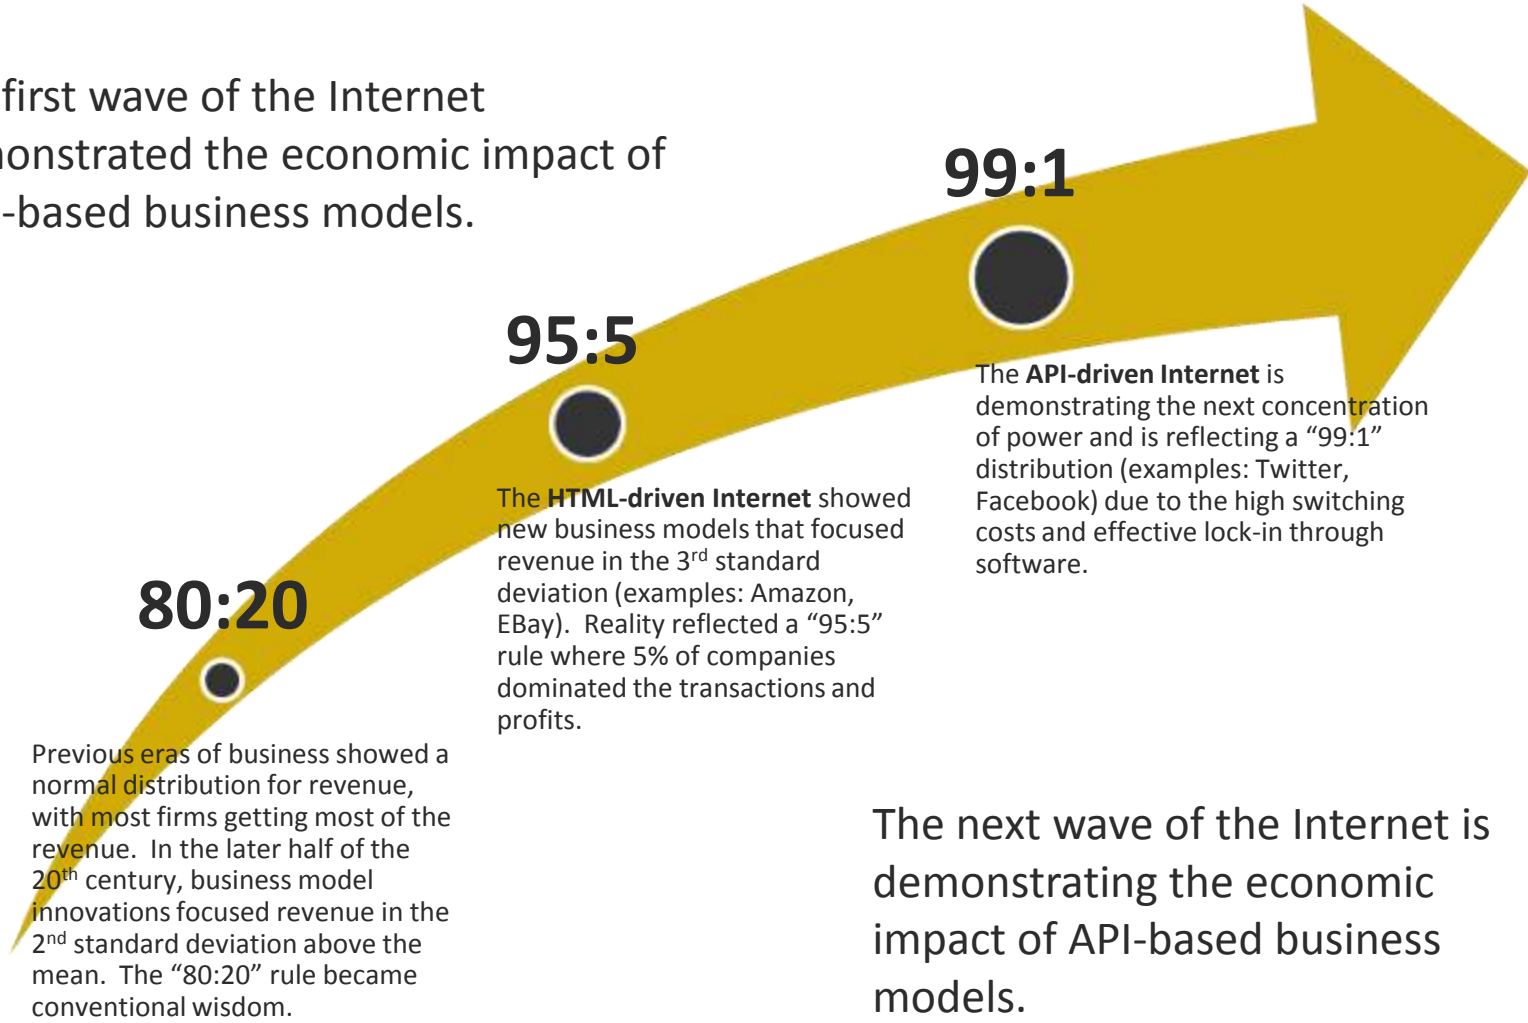 first wave of the Internet
onstrated the economic impact of
-based business models.
99:1
95:5
80:20
The API-driven Internet is
demonstrating the next concentration
of power and is reflecting a “99:1”
distribution (examples: Twitter,
Facebook) due to the high switching
costs and effective lock-in through
software.
The HTML-driven Internet showed
new business models that focused
revenue in the 3rd standard
deviation (examples: Amazon,
EBay).  Reality reflected a “95:5”
rule where 5% of companies
dominated the transactions and
profits.
Previous eras of business showed a
normal distribution for revenue,
with most firms getting most of the
revenue.  In the later half of the
20th century, business model
innovations focused revenue in the
2nd standard deviation above the
mean.  The “80:20” rule became
conventional wisdom.
The next wave of the Internet is
demonstrating the economic
impact of API-based business
models.